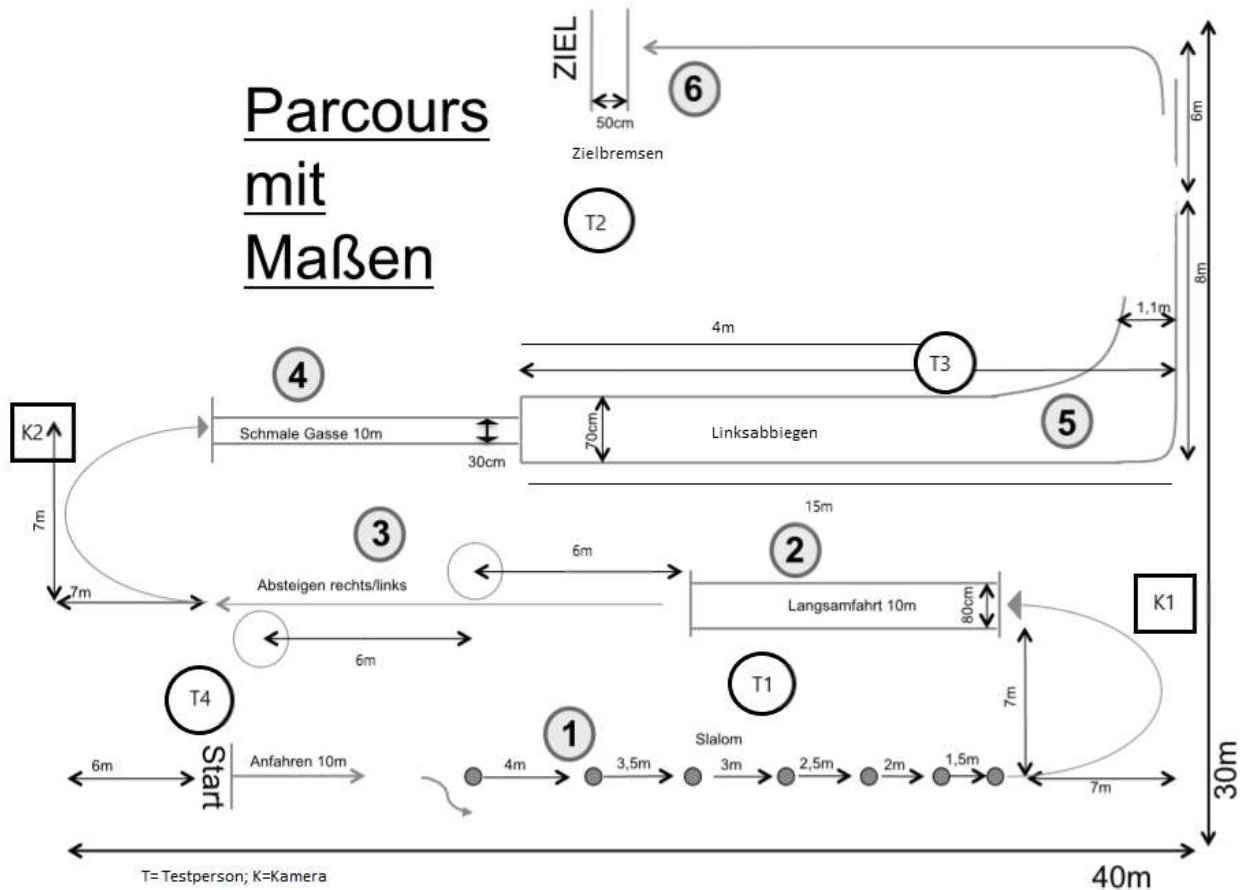 Parcours
mit
Maßen
ZIEL
6
50cm
Zielbremsen
6m
T2
8m
1,1m
4m
T3
4
K2
Schmale Gasse 10m
30cm
70cm
Linksabbiegen
5
15m
7m
3
6m
2
Absteigen rechts/links
7m
Langsamfahrt 10m
80cm
K1
6m
T4
T1
7m
1
Slalom
Start
6m
Anfahren 10m
4m
3,5m
3m
2,5m
2m
1,5m
7m
30m
T= Testperson; K=Kamera
40m